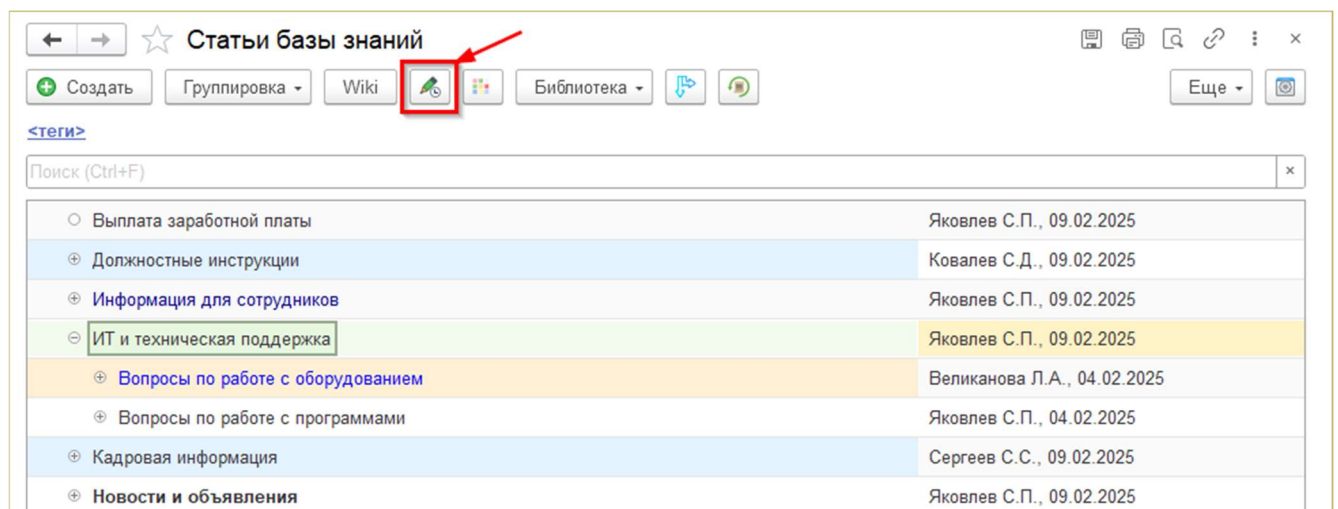 Статьи базы знаний
Создать Группировка Wiki Библиотека Еще
<теги>
Поиск (Ctrl+F)
Выплата заработной платы Яковлев С.П., 09.02.2025
Должностные инструкции Ковалев С.Д., 09.02.2025
Информация для сотрудников Яковлев С.П., 09.02.2025
ИТ и техническая поддержка Яковлев С.П., 09.02.2025
Вопросы по работе с оборудованием Великанова Л.А., 04.02.2025
Вопросы по работе с программами Яковлев С.П., 04.02.2025
Кадровая информация Сергеев С.С., 09.02.2025
Новости и объявления Яковлев С.П., 09.02.2025